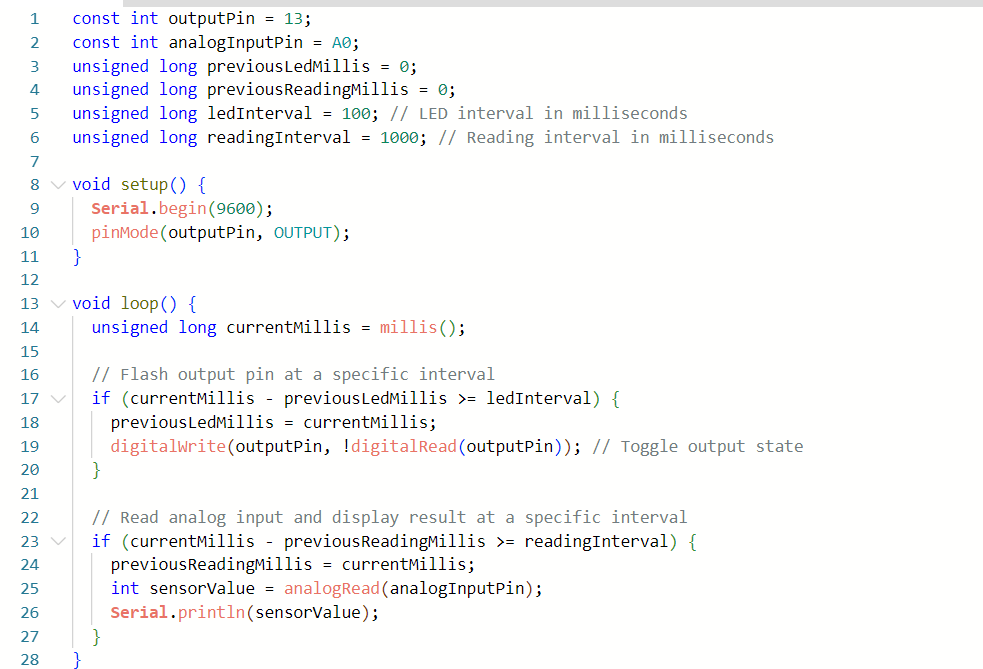 1 const int outputPin = 13;
2 const int analogInputPin = A0;
3 unsigned long previousLedMillis = 0;
4 unsigned long previousReadingMillis = 0;
5 unsigned long ledInterval = 100; // LED interval in milliseconds
6 unsigned long readingInterval = 1000; // Reading interval in milliseconds
7
8 void setup() {
9   Serial.begin(9600);
10   pinMode(outputPin, OUTPUT);
11 }
12
13 void loop() {
14   unsigned long currentMillis = millis();
15
16   // Flash output pin at a specific interval
17   if (currentMillis - previousLedMillis >= ledInterval) {
18     previousLedMillis = currentMillis;
19     digitalWrite(outputPin, !digitalRead(outputPin)); // Toggle output state
20   }
21
22   // Read analog input and display result at a specific interval
23   if (currentMillis - previousReadingMillis >= readingInterval) {
24     previousReadingMillis = currentMillis;
25     int sensorValue = analogRead(analogInputPin);
26     Serial.println(sensorValue);
27   }
28 }